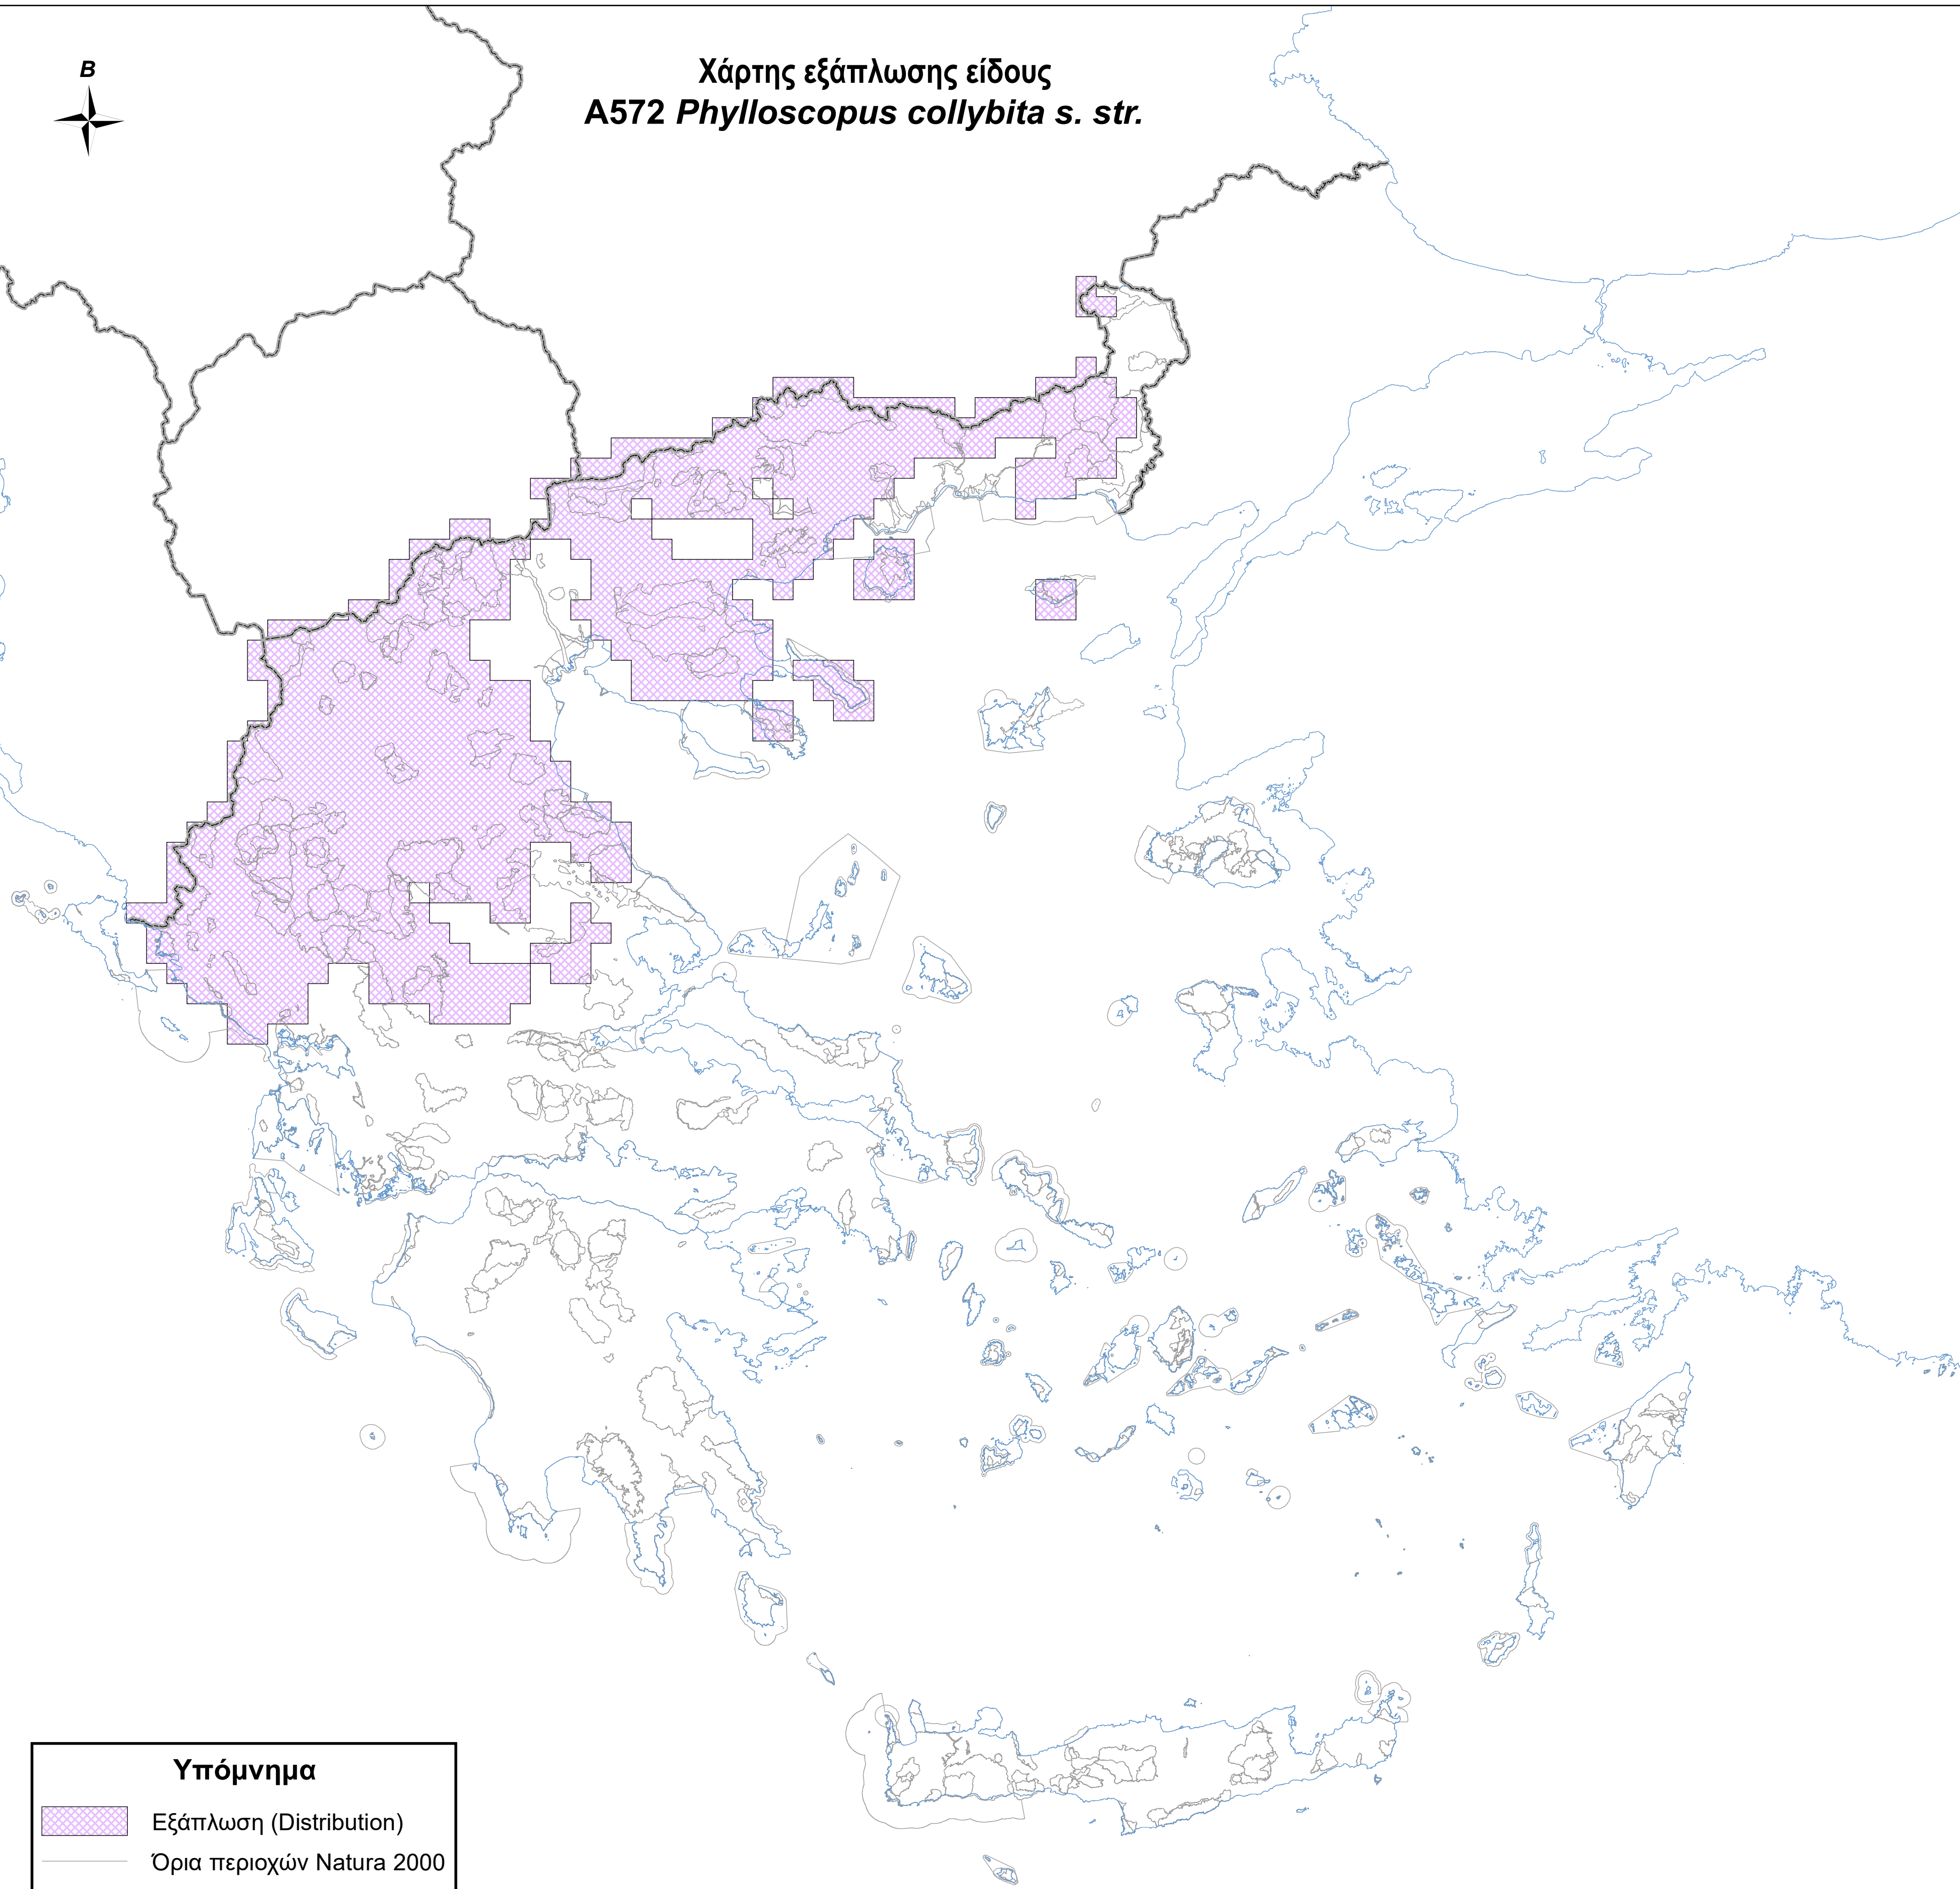 Β
Χάρτης εξάπλωσης είδους
A572 Phylloscopus collybita s. str.
Υπόμνημα
Εξάπλωση (Distribution)
Όρια περιοχών Natura 2000